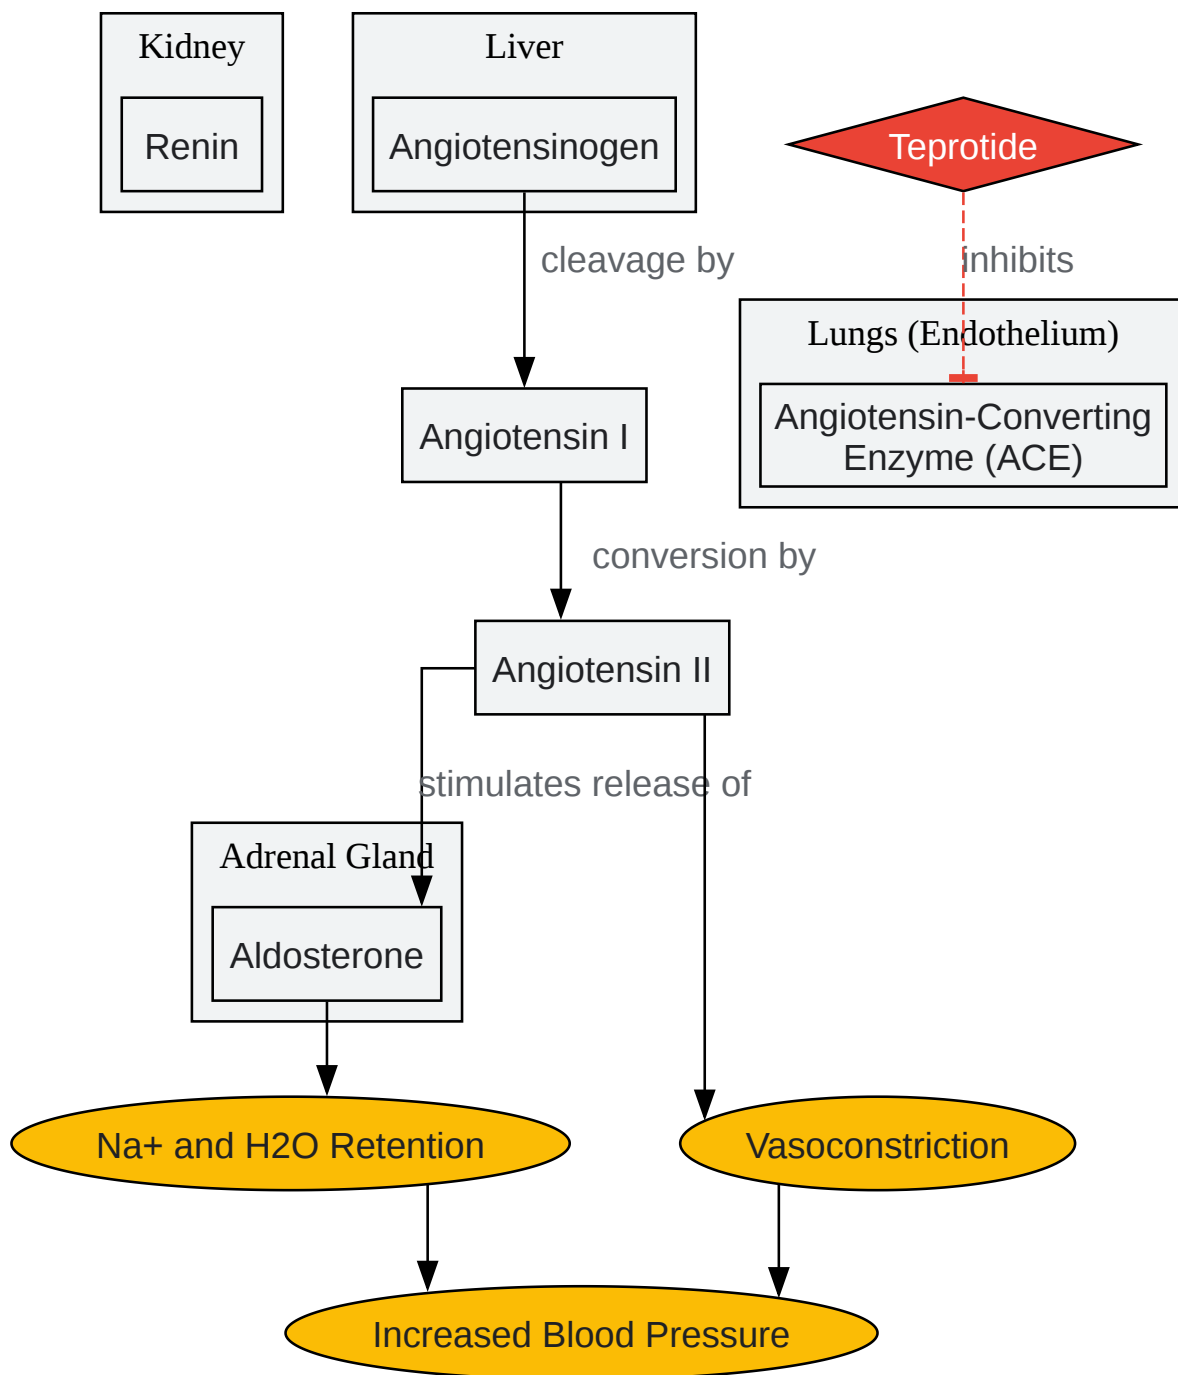 Kidney
Liver
Renin
Angiotensinogen
Teprotide
cleavage by
inhibits
Lungs (Endothelium)
Angiotensin I
Angiotensin-Converting
Enzyme (ACE)
conversion by
Angiotensin II
stimulates release of
Adrenal Gland
Aldosterone
Na+ and H2O Retention
Vasoconstriction
Increased Blood Pressure